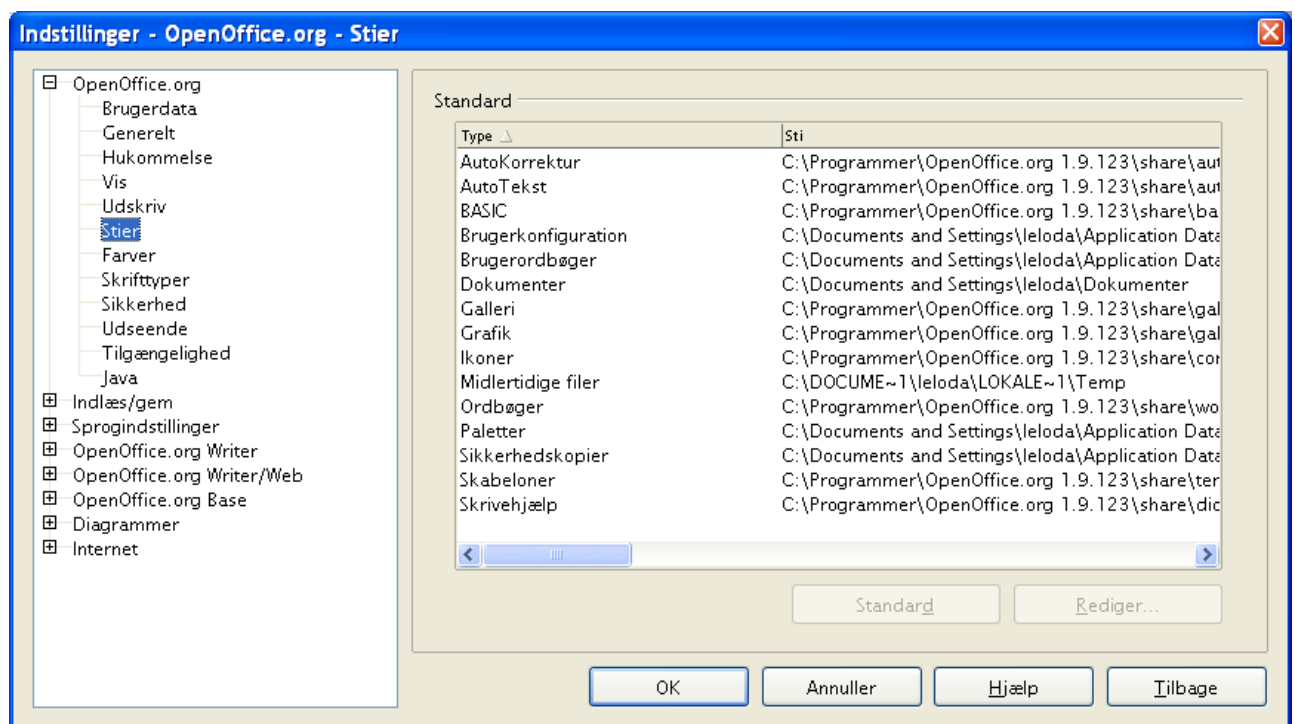 Indstillinger - OpenOffice.org - Stier
OpenOffice.org
Brugerdata
Generelt
Hukommelse
Vis
Udskriv
Stier
Farver
Skrifttyper
Sikkerhed
Udseende
Tilgængelighed
Java
Indlæs/gem
Sprogindstillinger
OpenOffice.org Writer
OpenOffice.org Writer/Web
OpenOffice.org Base
Diagrammer
Internet
Standard
Type Sti
AutoKorrektur C:\Programmer\OpenOffice.org 1.9.123\share\aut
AutoTekst C:\Programmer\OpenOffice.org 1.9.123\share\aut
BASIC C:\Programmer\OpenOffice.org 1.9.123\share\ba
Brugerkonfiguration C:\Documents and Settings\leloda\Application Data
Brugerordbøger C:\Documents and Settings\leloda\Application Data
Dokumenter C:\Documents and Settings\leloda\Dokumenter
Galleri C:\Programmer\OpenOffice.org 1.9.123\share\gal
Grafik C:\Programmer\OpenOffice.org 1.9.123\share\gal
Ikoner C:\Programmer\OpenOffice.org 1.9.123\share\cor
Midlertidige filer C:\DOCUME~1\leloda\LOKALE~1\Temp
Ordbøger C:\Programmer\OpenOffice.org 1.9.123\share\wo
Paletter C:\Documents and Settings\leloda\Application Data
Sikkerhedskopier C:\Documents and Settings\leloda\Application Data
Skabeloner C:\Programmer\OpenOffice.org 1.9.123\share\ter
Skrivehjælp C:\Programmer\OpenOffice.org 1.9.123\share\dic
Standard Rediger...
OK Annuller Hjælp Tilbage